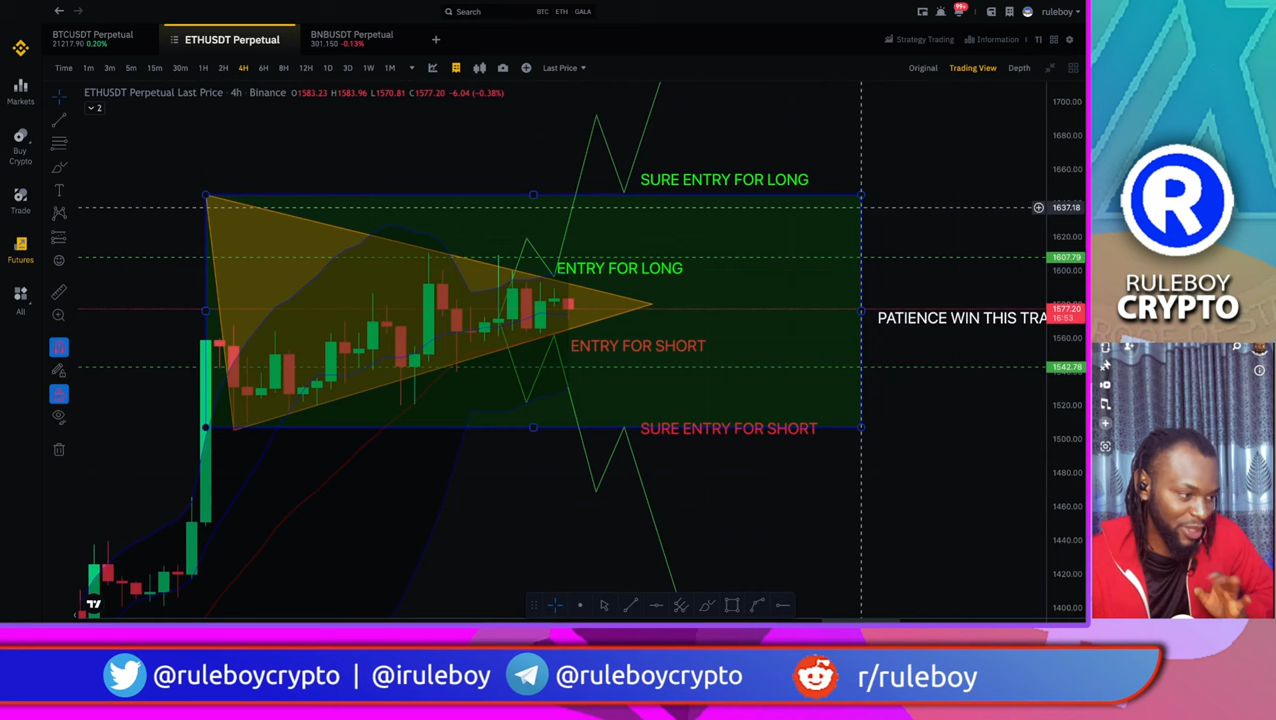 Search BTC ETH GALA
99+
ruleboy
BTCUSDT Perpetual
21217.90 0.20%
ETHUSDT Perpetual
BNBUSDT Perpetual
301.150 -0.13%
Strategy Trading
Information
Time 1m 3m 5m 15m 30m 1H 2H 4H 6H 8H 12H 1D 3D 1W 1M
Last Price
Original Trading View Depth
ETHUSDT Perpetual Last Price · 4h · Binance O1583.23 H1583.96 L1570.81 C1577.20 −6.04 (−0.38%)
2
Markets
Buy
Crypto
Trade
Futures
All
SURE ENTRY FOR LONG
ENTRY FOR LONG
PATIENCE WIN THIS TRA
ENTRY FOR SHORT
SURE ENTRY FOR SHORT
1700.00
1680.00
1660.00
1637.18
1620.00
1607.79
1600.00
1577.20
16:53
1560.00
1542.78
1520.00
1500.00
1480.00
1460.00
1440.00
1420.00
1400.00
R
RULEBOY
CRYPTO
@ruleboycrypto | @iruleboy @ruleboycrypto r/ruleboy